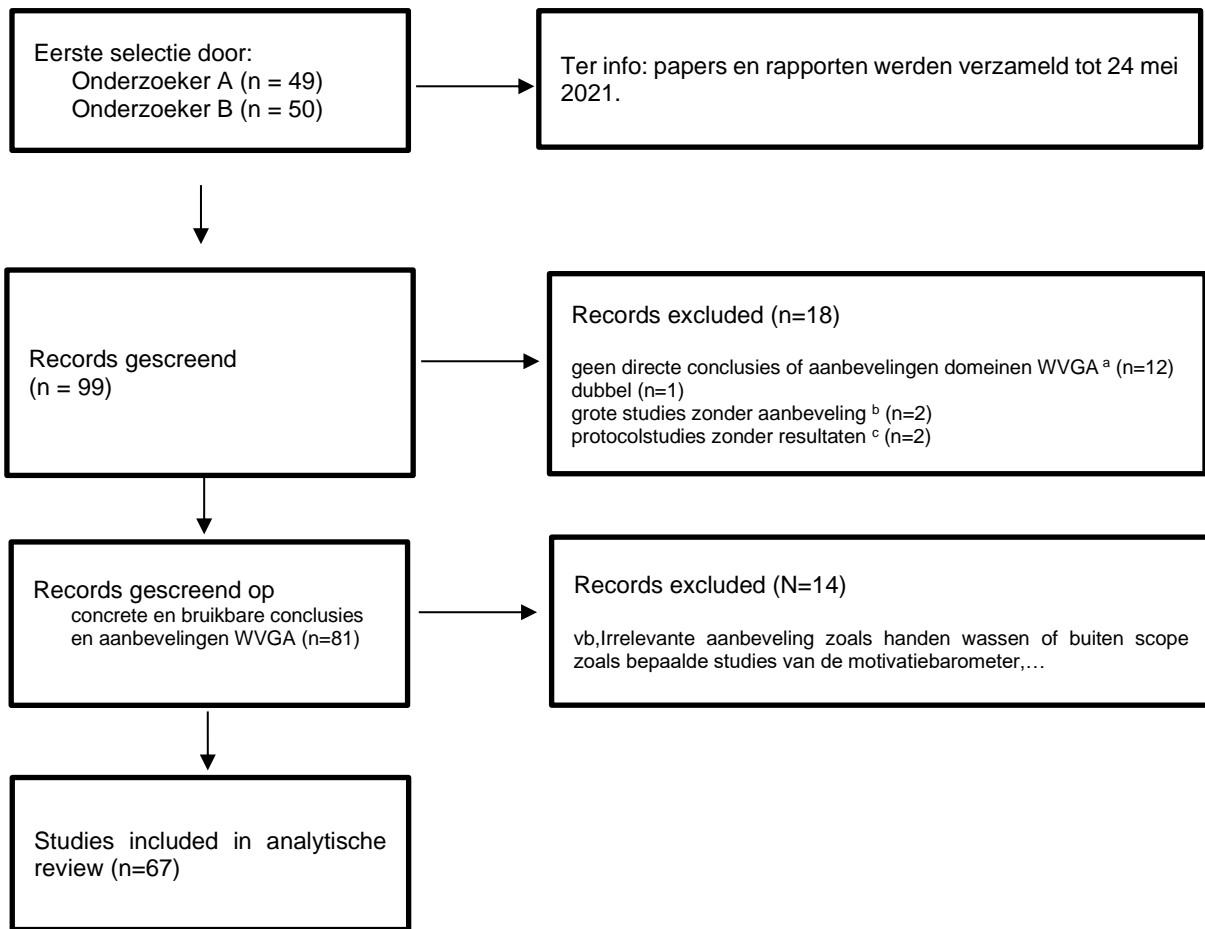 Eerste selectie door:
Onderzoeker A (n = 49)
Onderzoeker B (n = 50)
Ter info: papers en rapporten werden verzameld tot 24 mei
2021.
Records gescreend
(n = 99)
Records excluded (n=18)
geen directe conclusies of aanbevelingen domeinen WVGA ª (n=12)
dubbel (n=1)
grote studies zonder aanbeveling ᵇ (n=2)
protocolstudies zonder resultaten ᶜ (n=2)
Records gescreend op
concrete en bruikbare conclusies
en aanbevelingen WVGA (n=81)
Records excluded (N=14)
vb,Irrelevante aanbeveling zoals handen wassen of buiten scope
zoals bepaalde studies van de motivatiebarometer,…
Studies included in analytische
review (n=67)